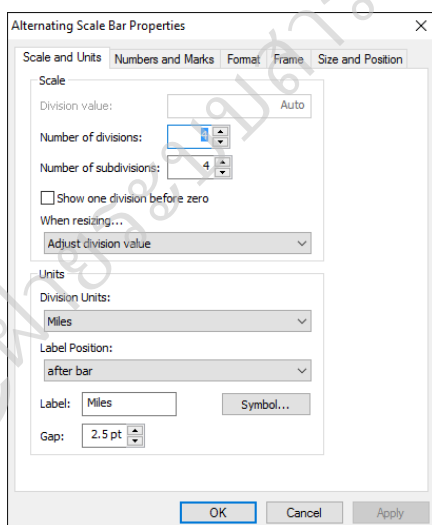 Alternating Scale Bar Properties
Scale and Units Numbers and Marks Format Frame Size and Position
Scale
Division value: Auto
Number of divisions:
Number of subdivisions: 4
Show one division before zero
When resizing...
Adjust division value
Units
Division Units:
Miles
Label Position:
after bar
Label: Miles Symbol...
Gap: 2.5 pt
OK Cancel Apply